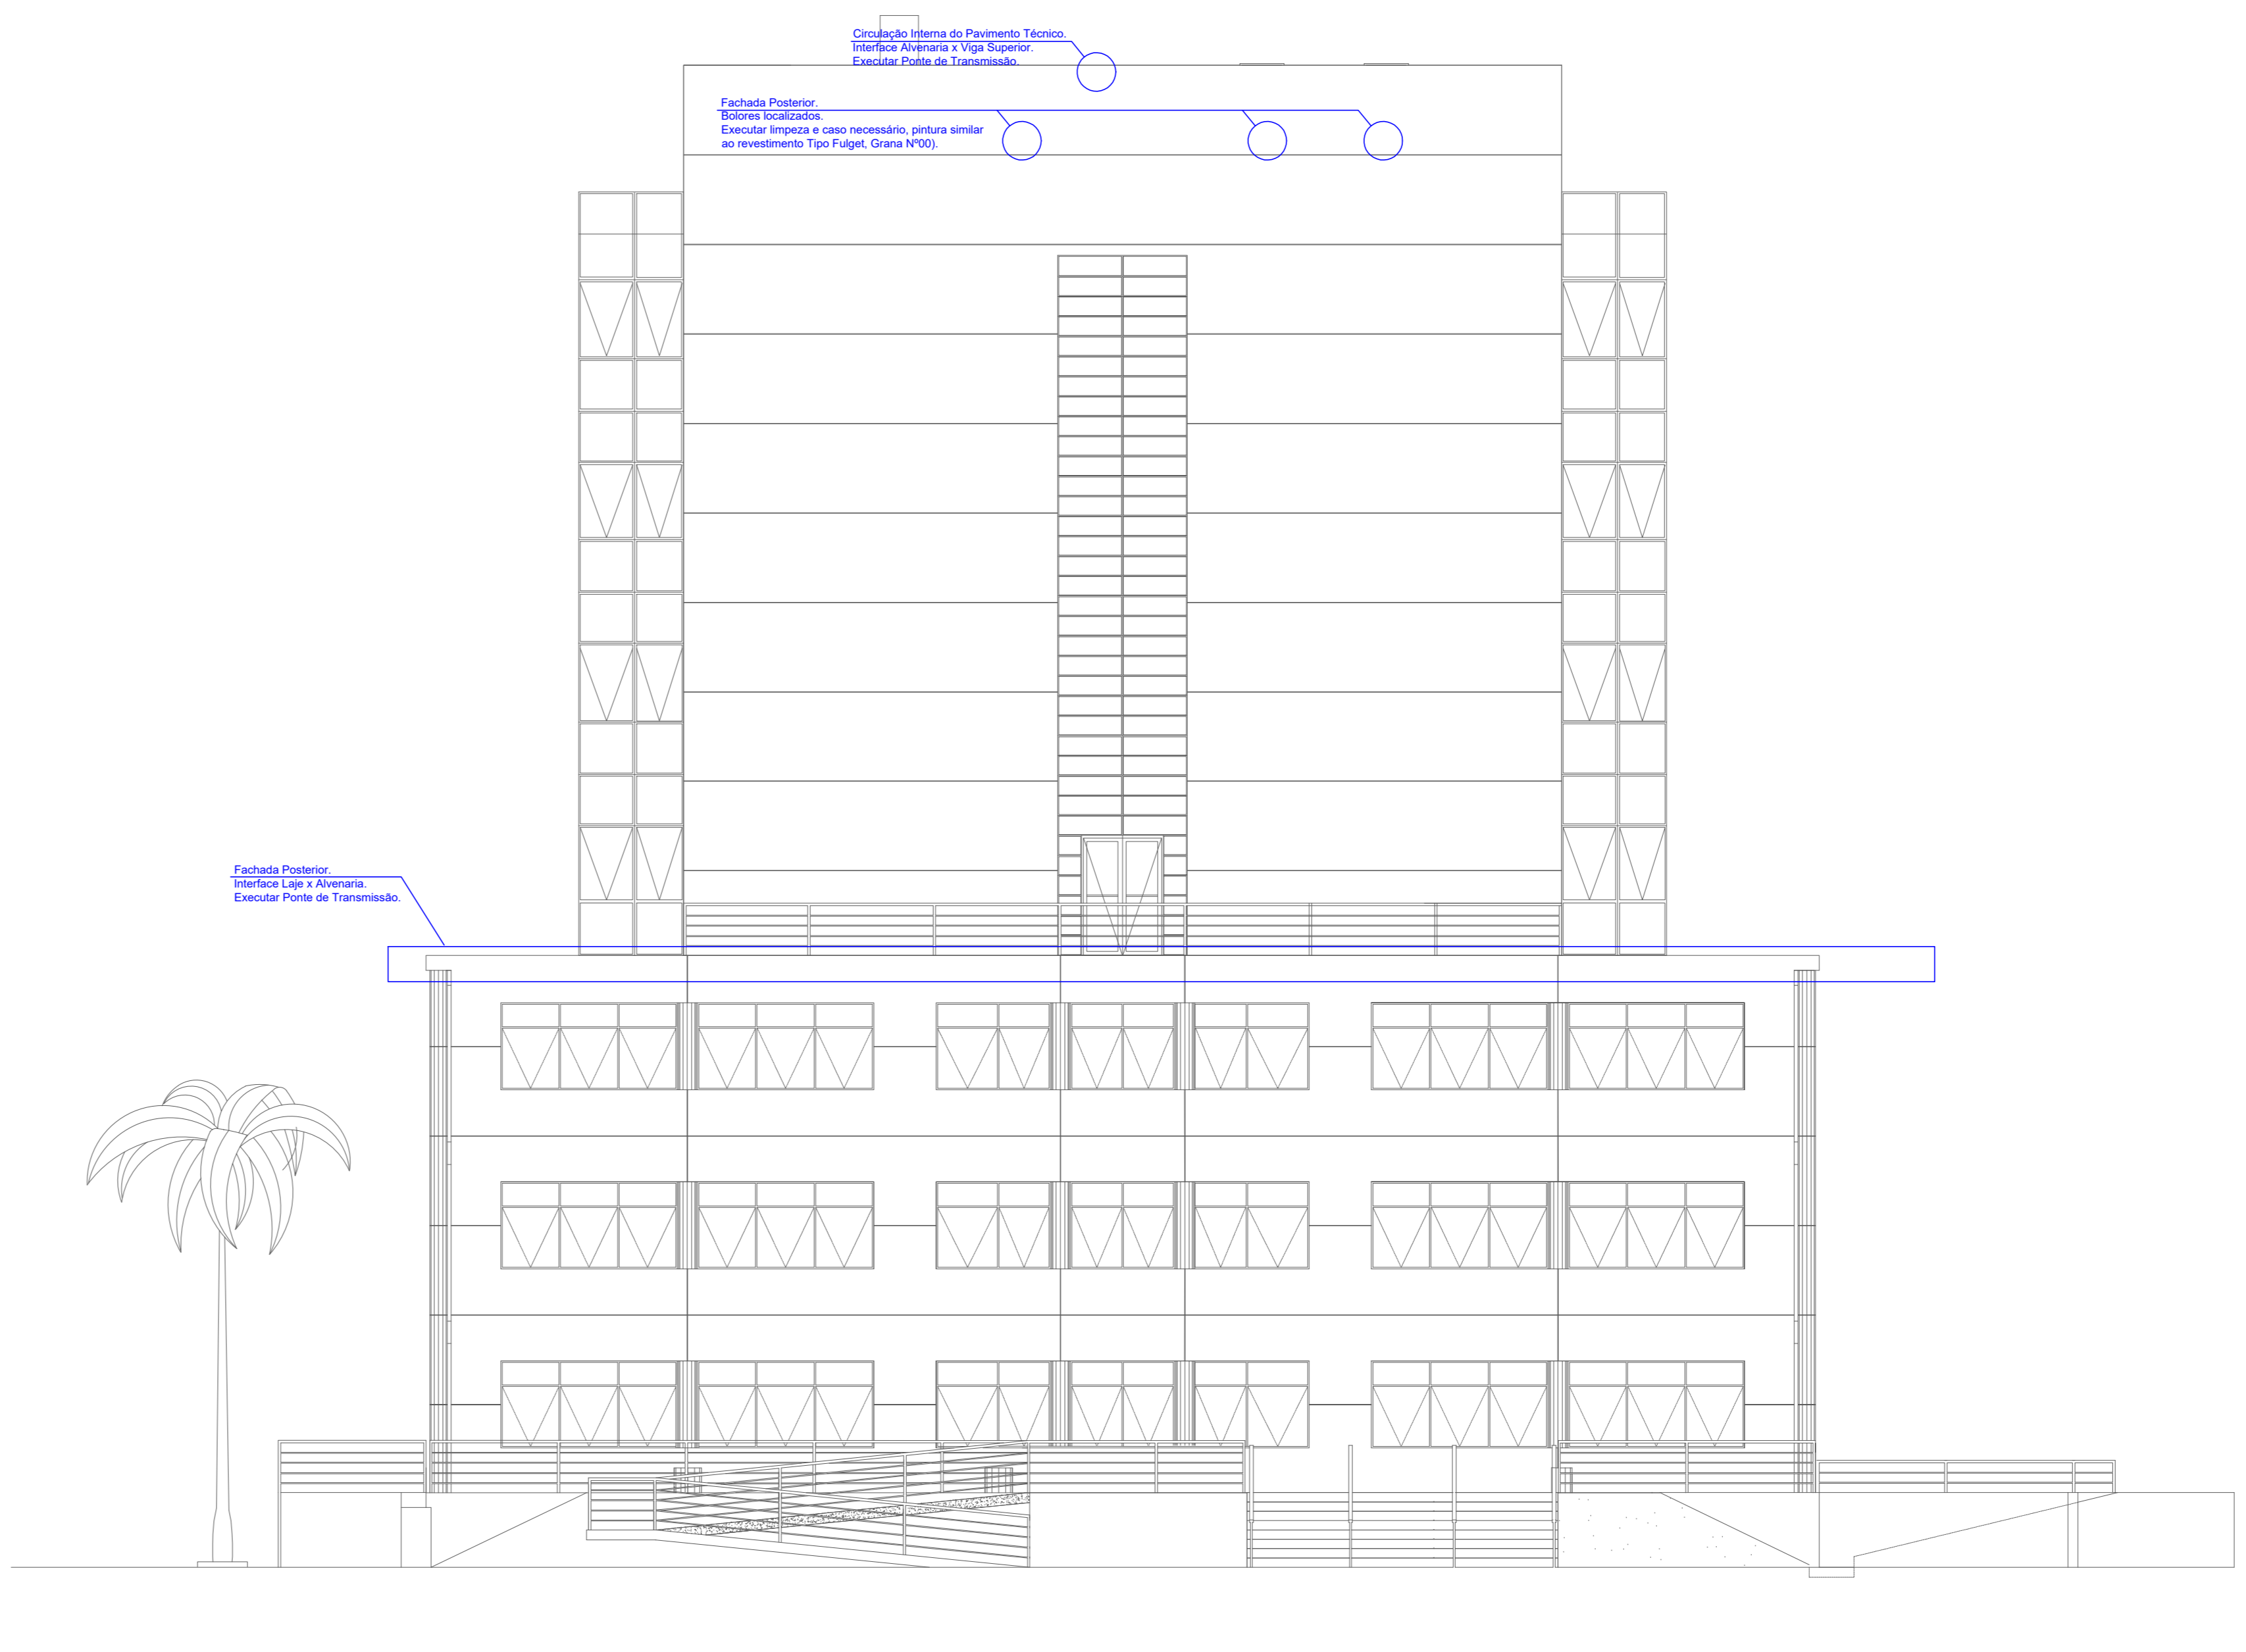 Circulação Interna do Pavimento Técnico.
Interface Alvenaria x Viga Superior.
Executar Ponte de Transmissão.
Fachada Posterior.
Bolores localizados.
Executar limpeza e caso necessário, pintura similar
ao revestimento Tipo Fulget, Grana Nº00).
Fachada Posterior.
Interface Laje x Alvenaria.
Executar Ponte de Transmissão.